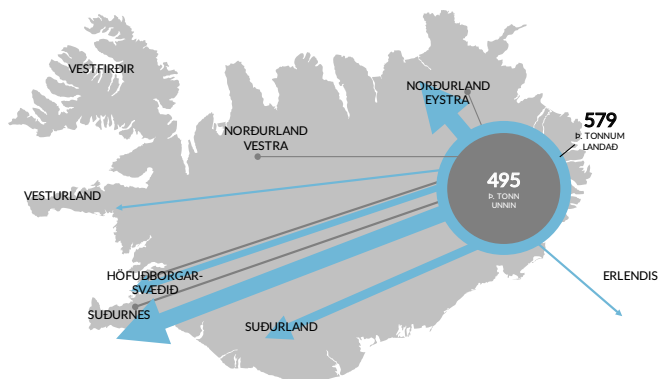 VESTFIRÐIR
NORÐURLAND
EYSTRA
579
Þ. TONNUM
LANDAÐ
NORÐURLAND
VESTRA
495
Þ. TONN
UNNIN
VESTURLAND
HÖFUÐBORGAR-
SVÆÐIÐ
ERLENDIS
SUÐURNES
SUÐURLAND